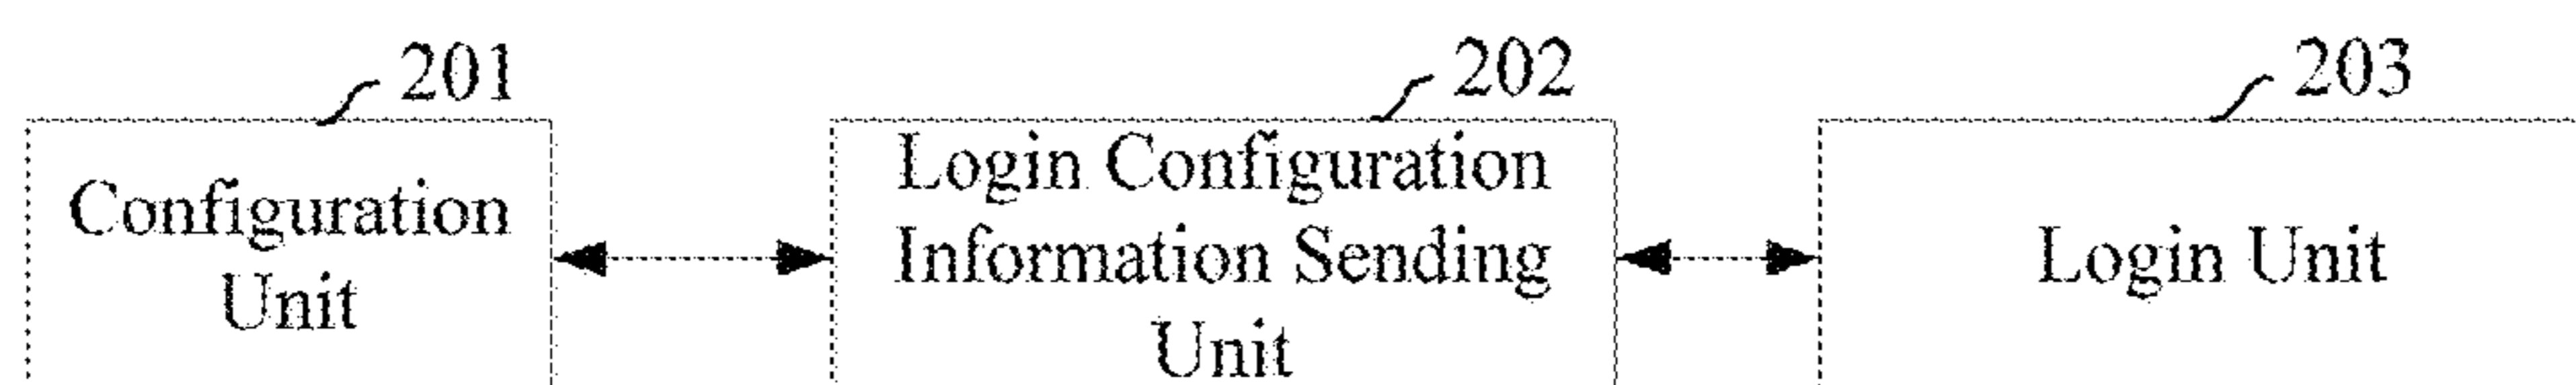 201
202
203
Configuration
Unit
Login Configuration
Information Sending
Unit
Login Unit